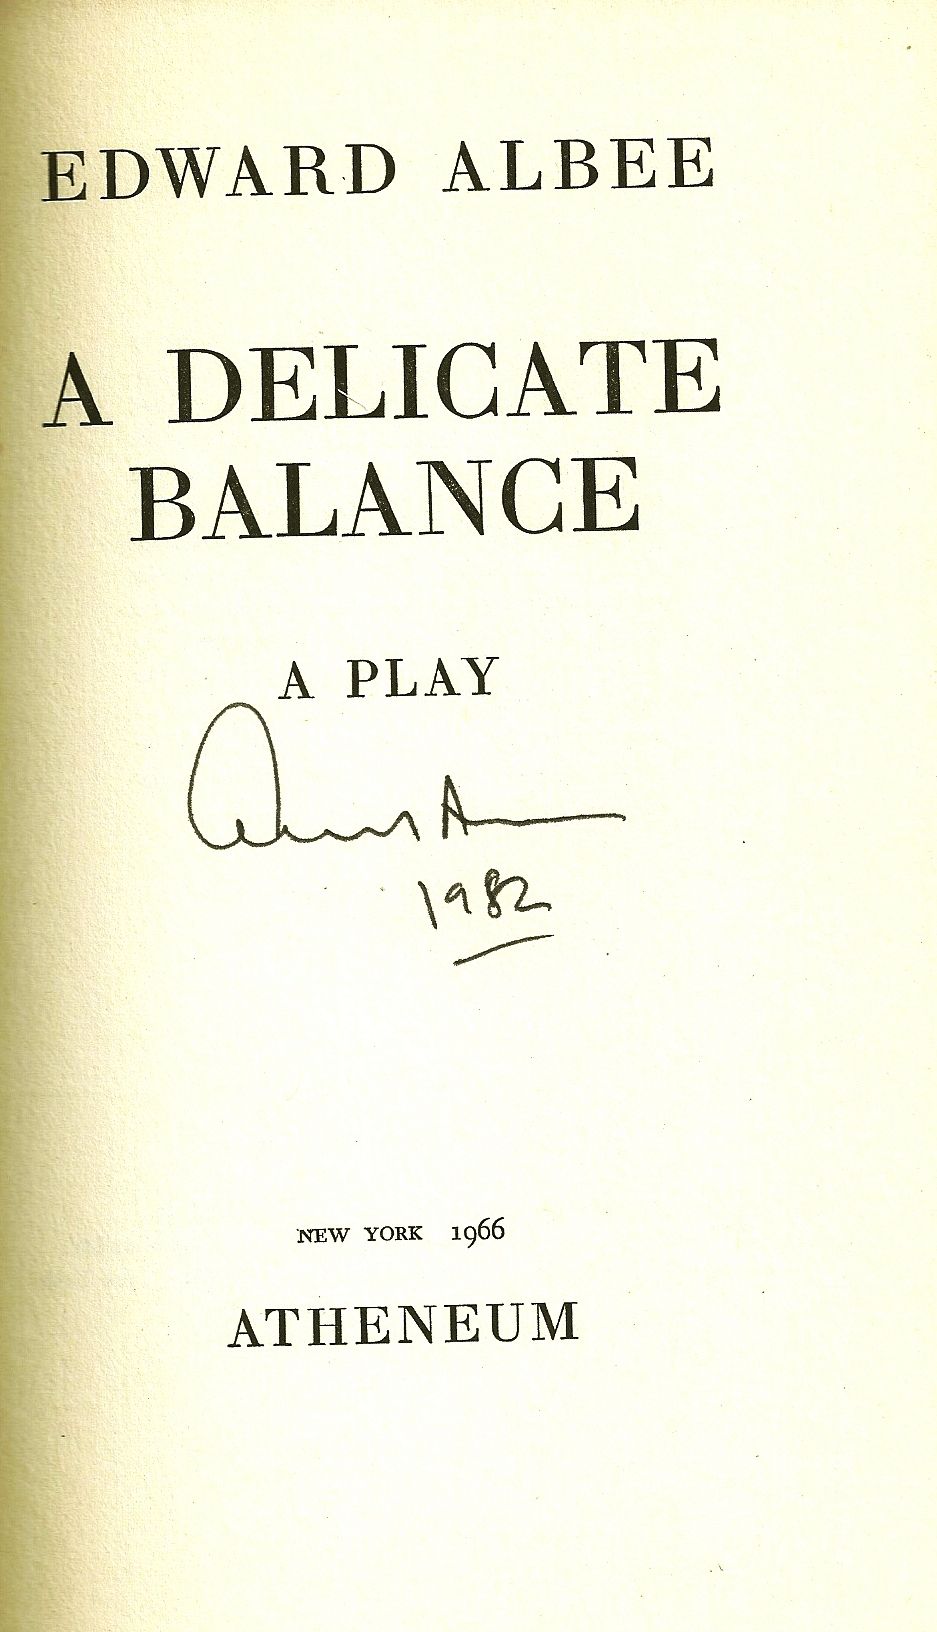 EDWARD ALBEE
A DELICATE
BALANCE
A PLAY
1982
NEW YORK 1966
ATHENEUM